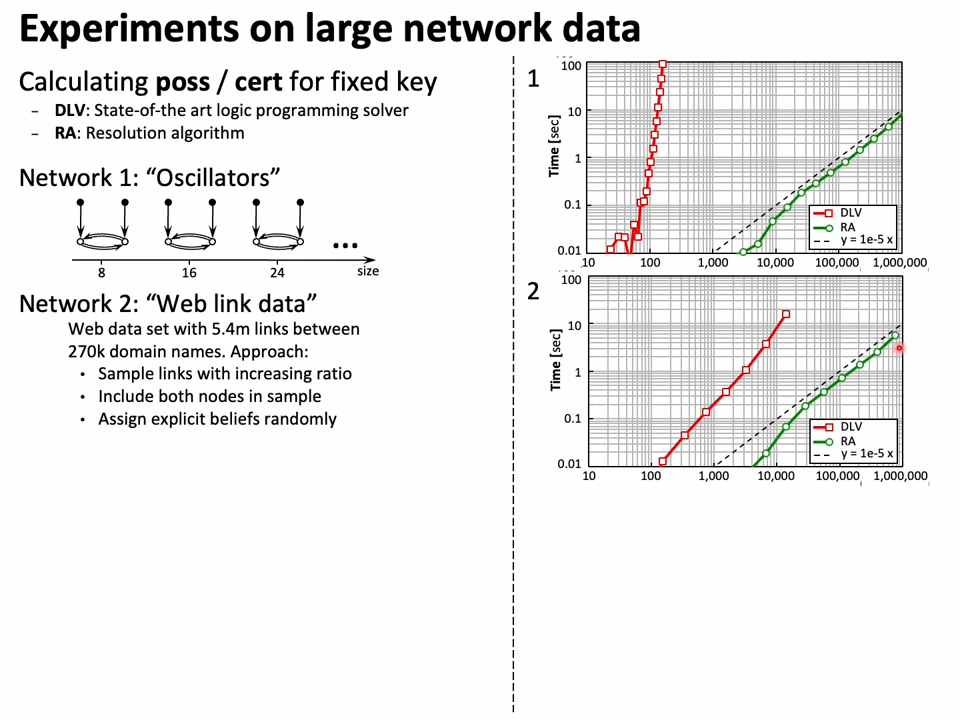 Experiments on large network data
Calculating poss / cert for fixed key
– DLV: State-of-the art logic programming solver
– RA: Resolution algorithm
Network 1: “Oscillators”
...
8 16 24 size
Network 2: “Web link data”
Web data set with 5.4m links between
270k domain names. Approach:
• Sample links with increasing ratio
• Include both nodes in sample
• Assign explicit beliefs randomly
1
Time [sec]
100
10
1
0.1
0.01
10 100 1,000 10,000 100,000 1,000,000
DLV
RA
y = 1e-5 x
2
Time [sec]
100
10
1
0.1
0.01
10 100 1,000 10,000 100,000 1,000,000
DLV
RA
y = 1e-5 x